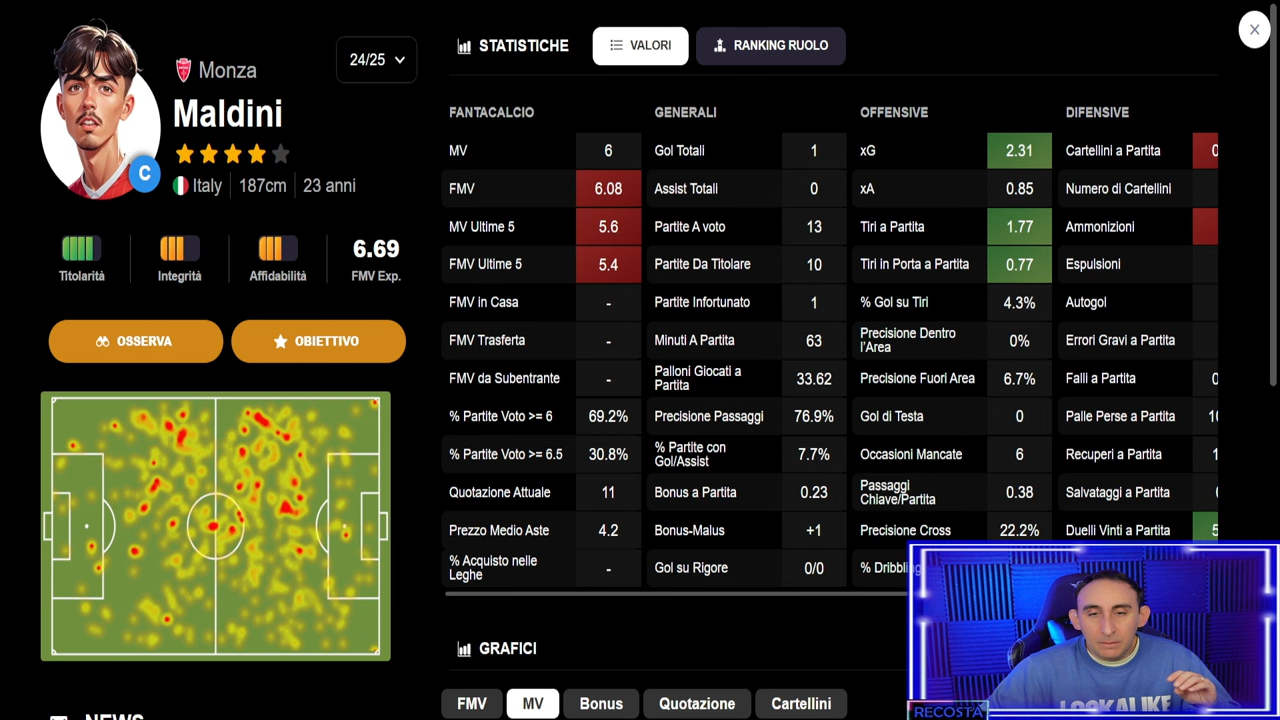 Monza
Maldini
C
Italy 187cm 23 anni
24/25
Titolarità
Integrità
Affidabilità
6.69
FMV Exp.
OSSERVA
OBIETTIVO
STATISTICHE
VALORI
RANKING RUOLO
FANTACALCIO
MV 6
FMV 6.08
MV Ultime 5 5.6
FMV Ultime 5 5.4
FMV in Casa -
FMV Trasferta -
FMV da Subentrante -
% Partite Voto >= 6 69.2%
% Partite Voto >= 6.5 30.8%
Quotazione Attuale 11
Prezzo Medio Aste 4.2
% Acquisto nelle
Leghe -
GENERALI
Gol Totali 1
Assist Totali 0
Partite A voto 13
Partite Da Titolare 10
Partite Infortunato 1
Minuti A Partita 63
Palloni Giocati a
Partita 33.62
Precisione Passaggi 76.9%
% Partite con
Gol/Assist 7.7%
Bonus a Partita 0.23
Bonus-Malus +1
Gol su Rigore 0/0
OFFENSIVE
xG 2.31
xA 0.85
Tiri a Partita 1.77
Tiri in Porta a Partita 0.77
% Gol su Tiri 4.3%
Precisione Dentro
l'Area 0%
Precisione Fuori Area 6.7%
Gol di Testa 0
Occasioni Mancate 6
Passaggi
Chiave/Partita 0.38
Precisione Cross 22.2%
% Dribbling
DIFENSIVE
Cartellini a Partita
Numero di Cartellini
Ammonizioni
Espulsioni
Autogol
Errori Gravi a Partita
Falli a Partita
Palle Perse a Partita
Recuperi a Partita
Salvataggi a Partita
Duelli Vinti a Partita
GRAFICI
FMV
MV
Bonus
Quotazione
Cartellini
NEWS
LOOKALIKE
RECOSTA